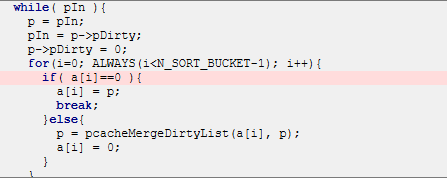 while( pIn ){
p = pIn;
pIn = p->pDirty;
p->pDirty = 0;
for(i=0; ALWAYS(i<N_SORT_BUCKET-1); i++){
if( a[i]==0 ){
a[i] = p;
break;
}else{
p = pcacheMergeDirtyList(a[i], p);
a[i] = 0;
}
}